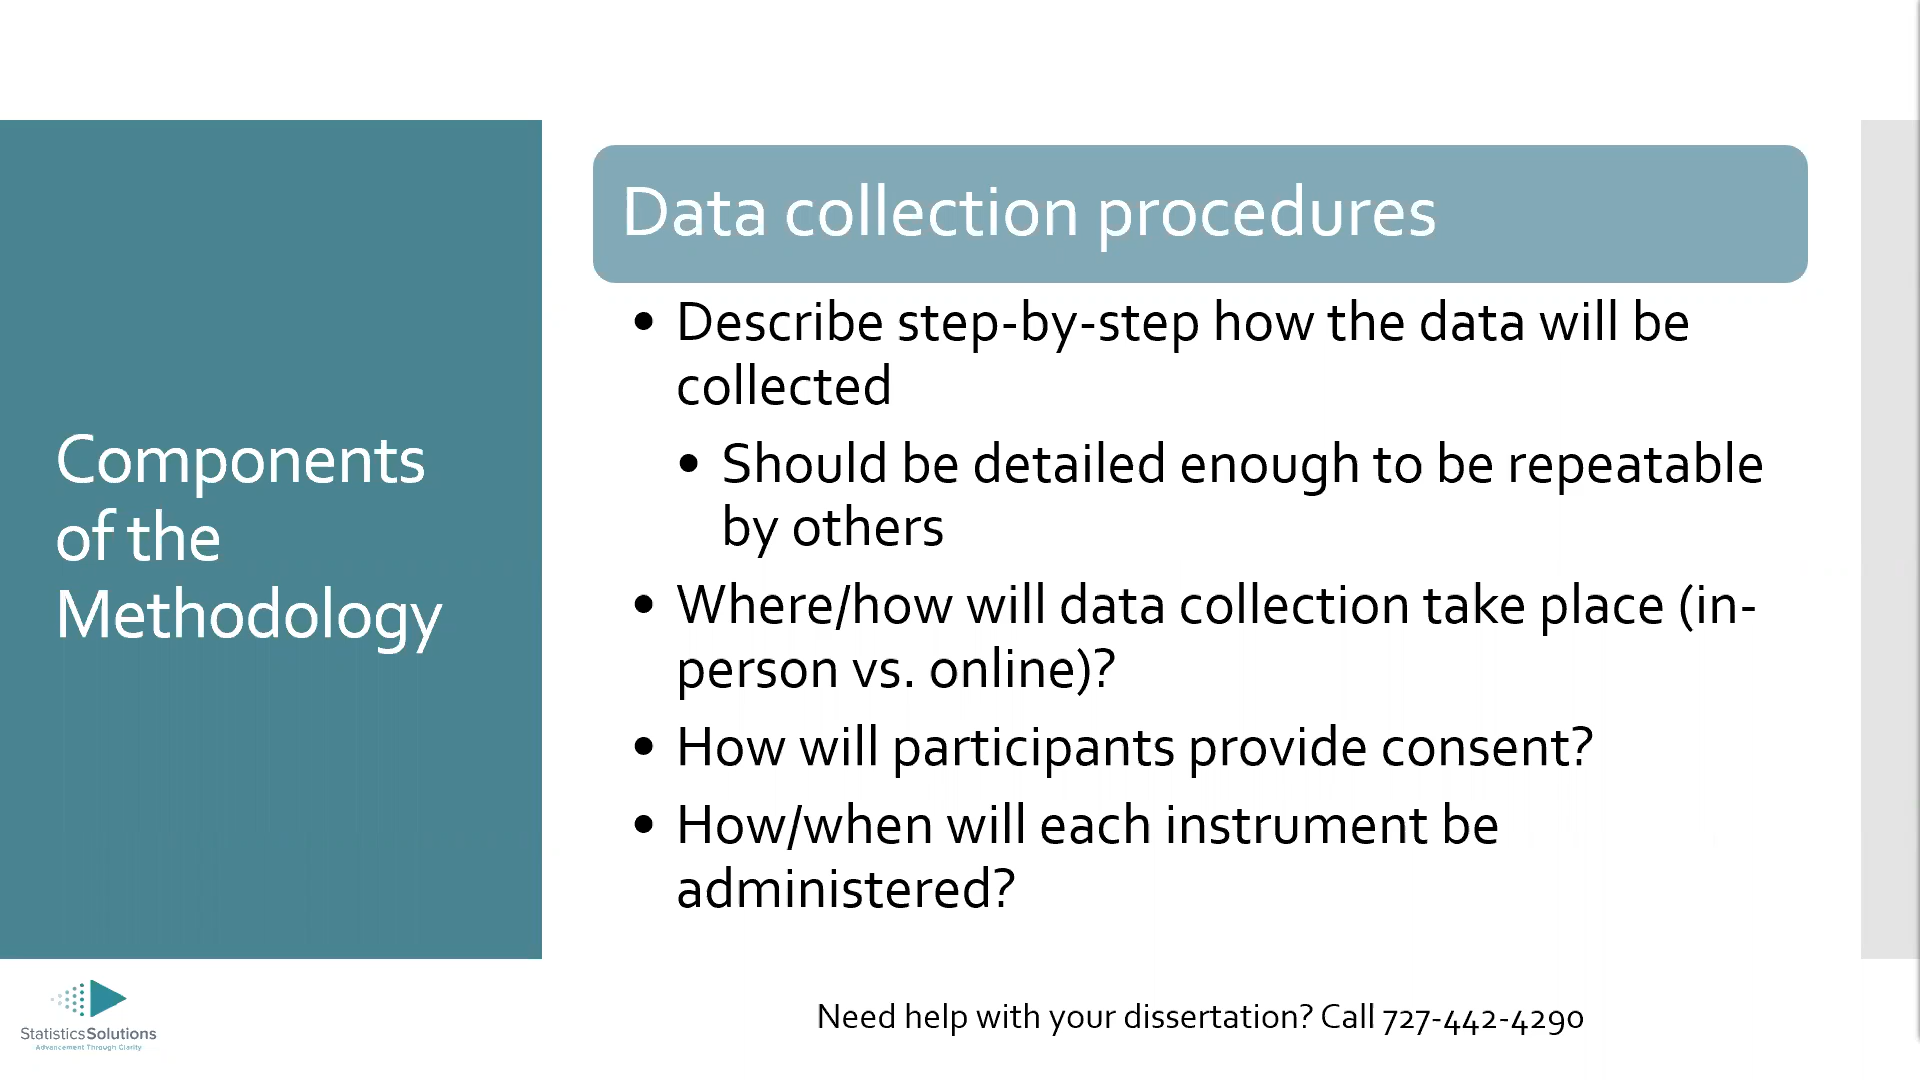 Components
of the
Methodology
Data collection procedures
• Describe step-by-step how the data will be
collected
• Should be detailed enough to be repeatable
by others
• Where/how will data collection take place (in-
person vs. online)?
• How will participants provide consent?
• How/when will each instrument be
administered?
StatisticsSolutions
Advancement Through Clarity
Need help with your dissertation? Call 727-442-4290